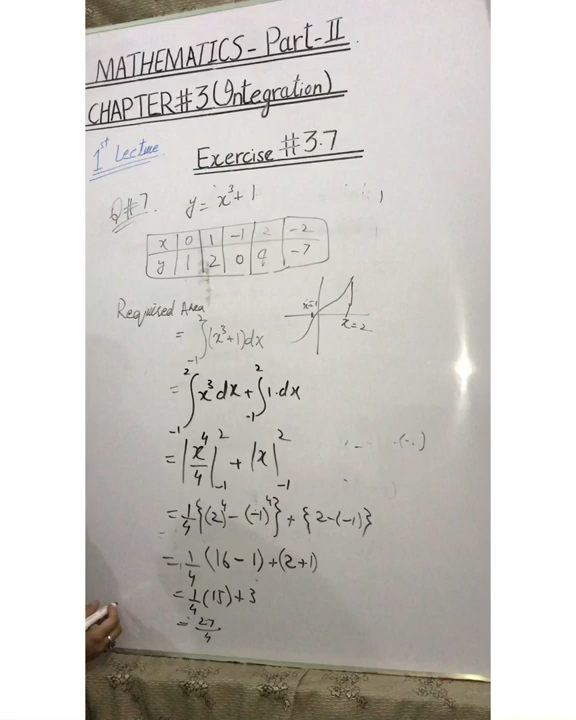 MATHEMATICS - Part-II
CHAPTER#3 (Integration)
1st Lecture
Exercise #3.7
Q#7. y = x³+1
x | 0 | 1 | -1 | 2 | -2
y | 1 | 2 | 0 | 9 | -7
Required Area
x=-1
x=2
= ∫₋₁² (x³+1)dx
= ∫₋₁² x³dx + ∫₋₁² 1.dx
= |x⁴/4|₋₁² + |x|₋₁²
= 1/4{(2)⁴-(-1)⁴} + {2-(-1)}
= 1/4 (16-1)+(2+1)
= 1/4 (15)+3
= 27/4